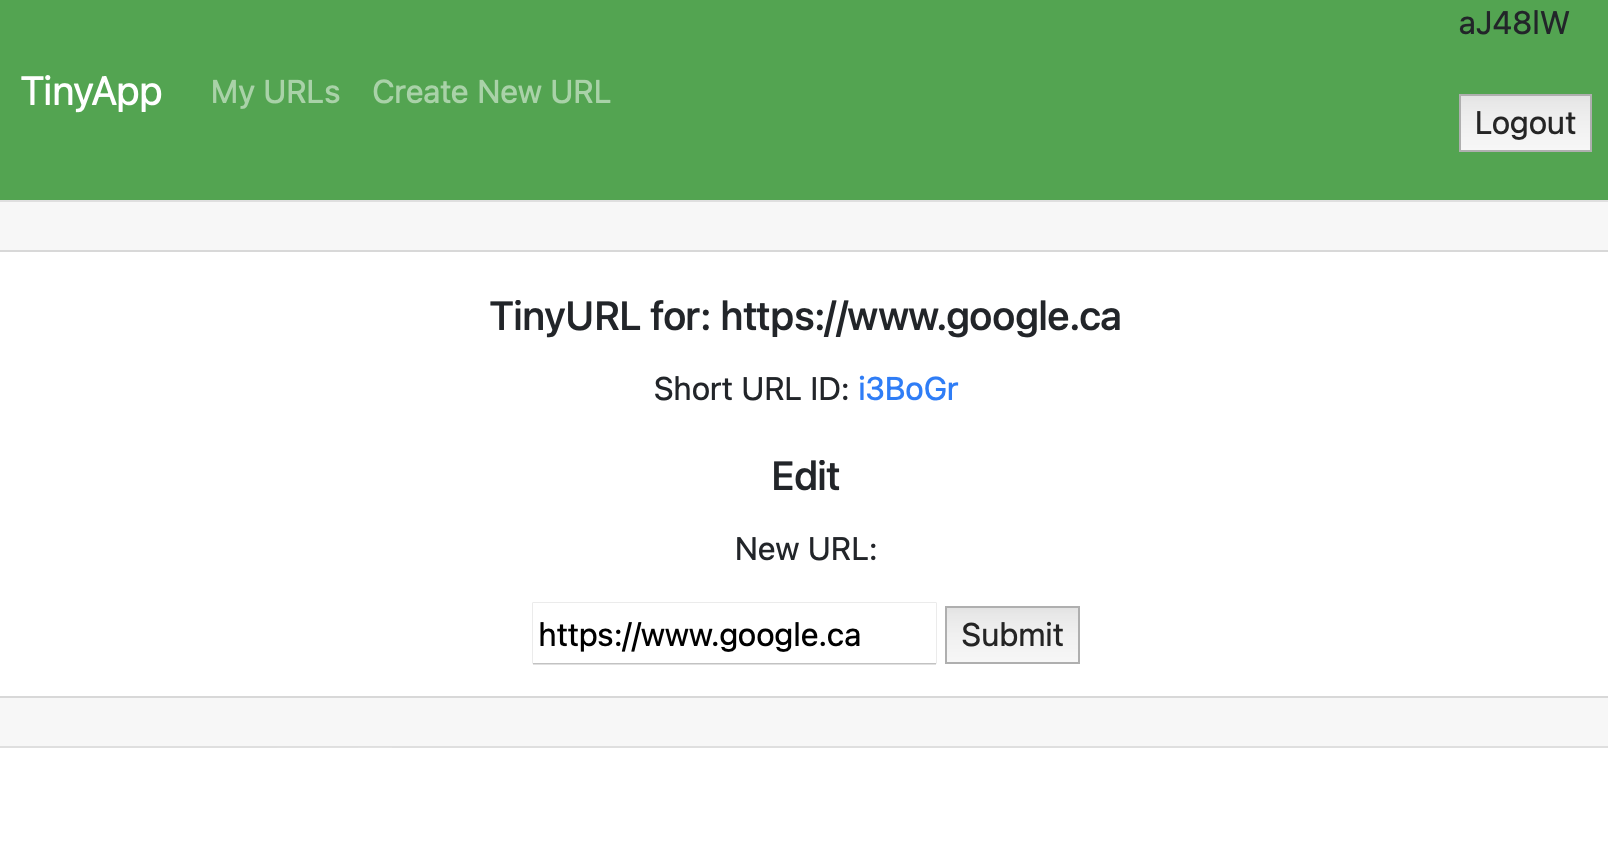 aJ48lW
TinyApp My URLs Create New URL
Logout
TinyURL for: https://www.google.ca
Short URL ID: i3BoGr
Edit
New URL:
https://www.google.ca Submit